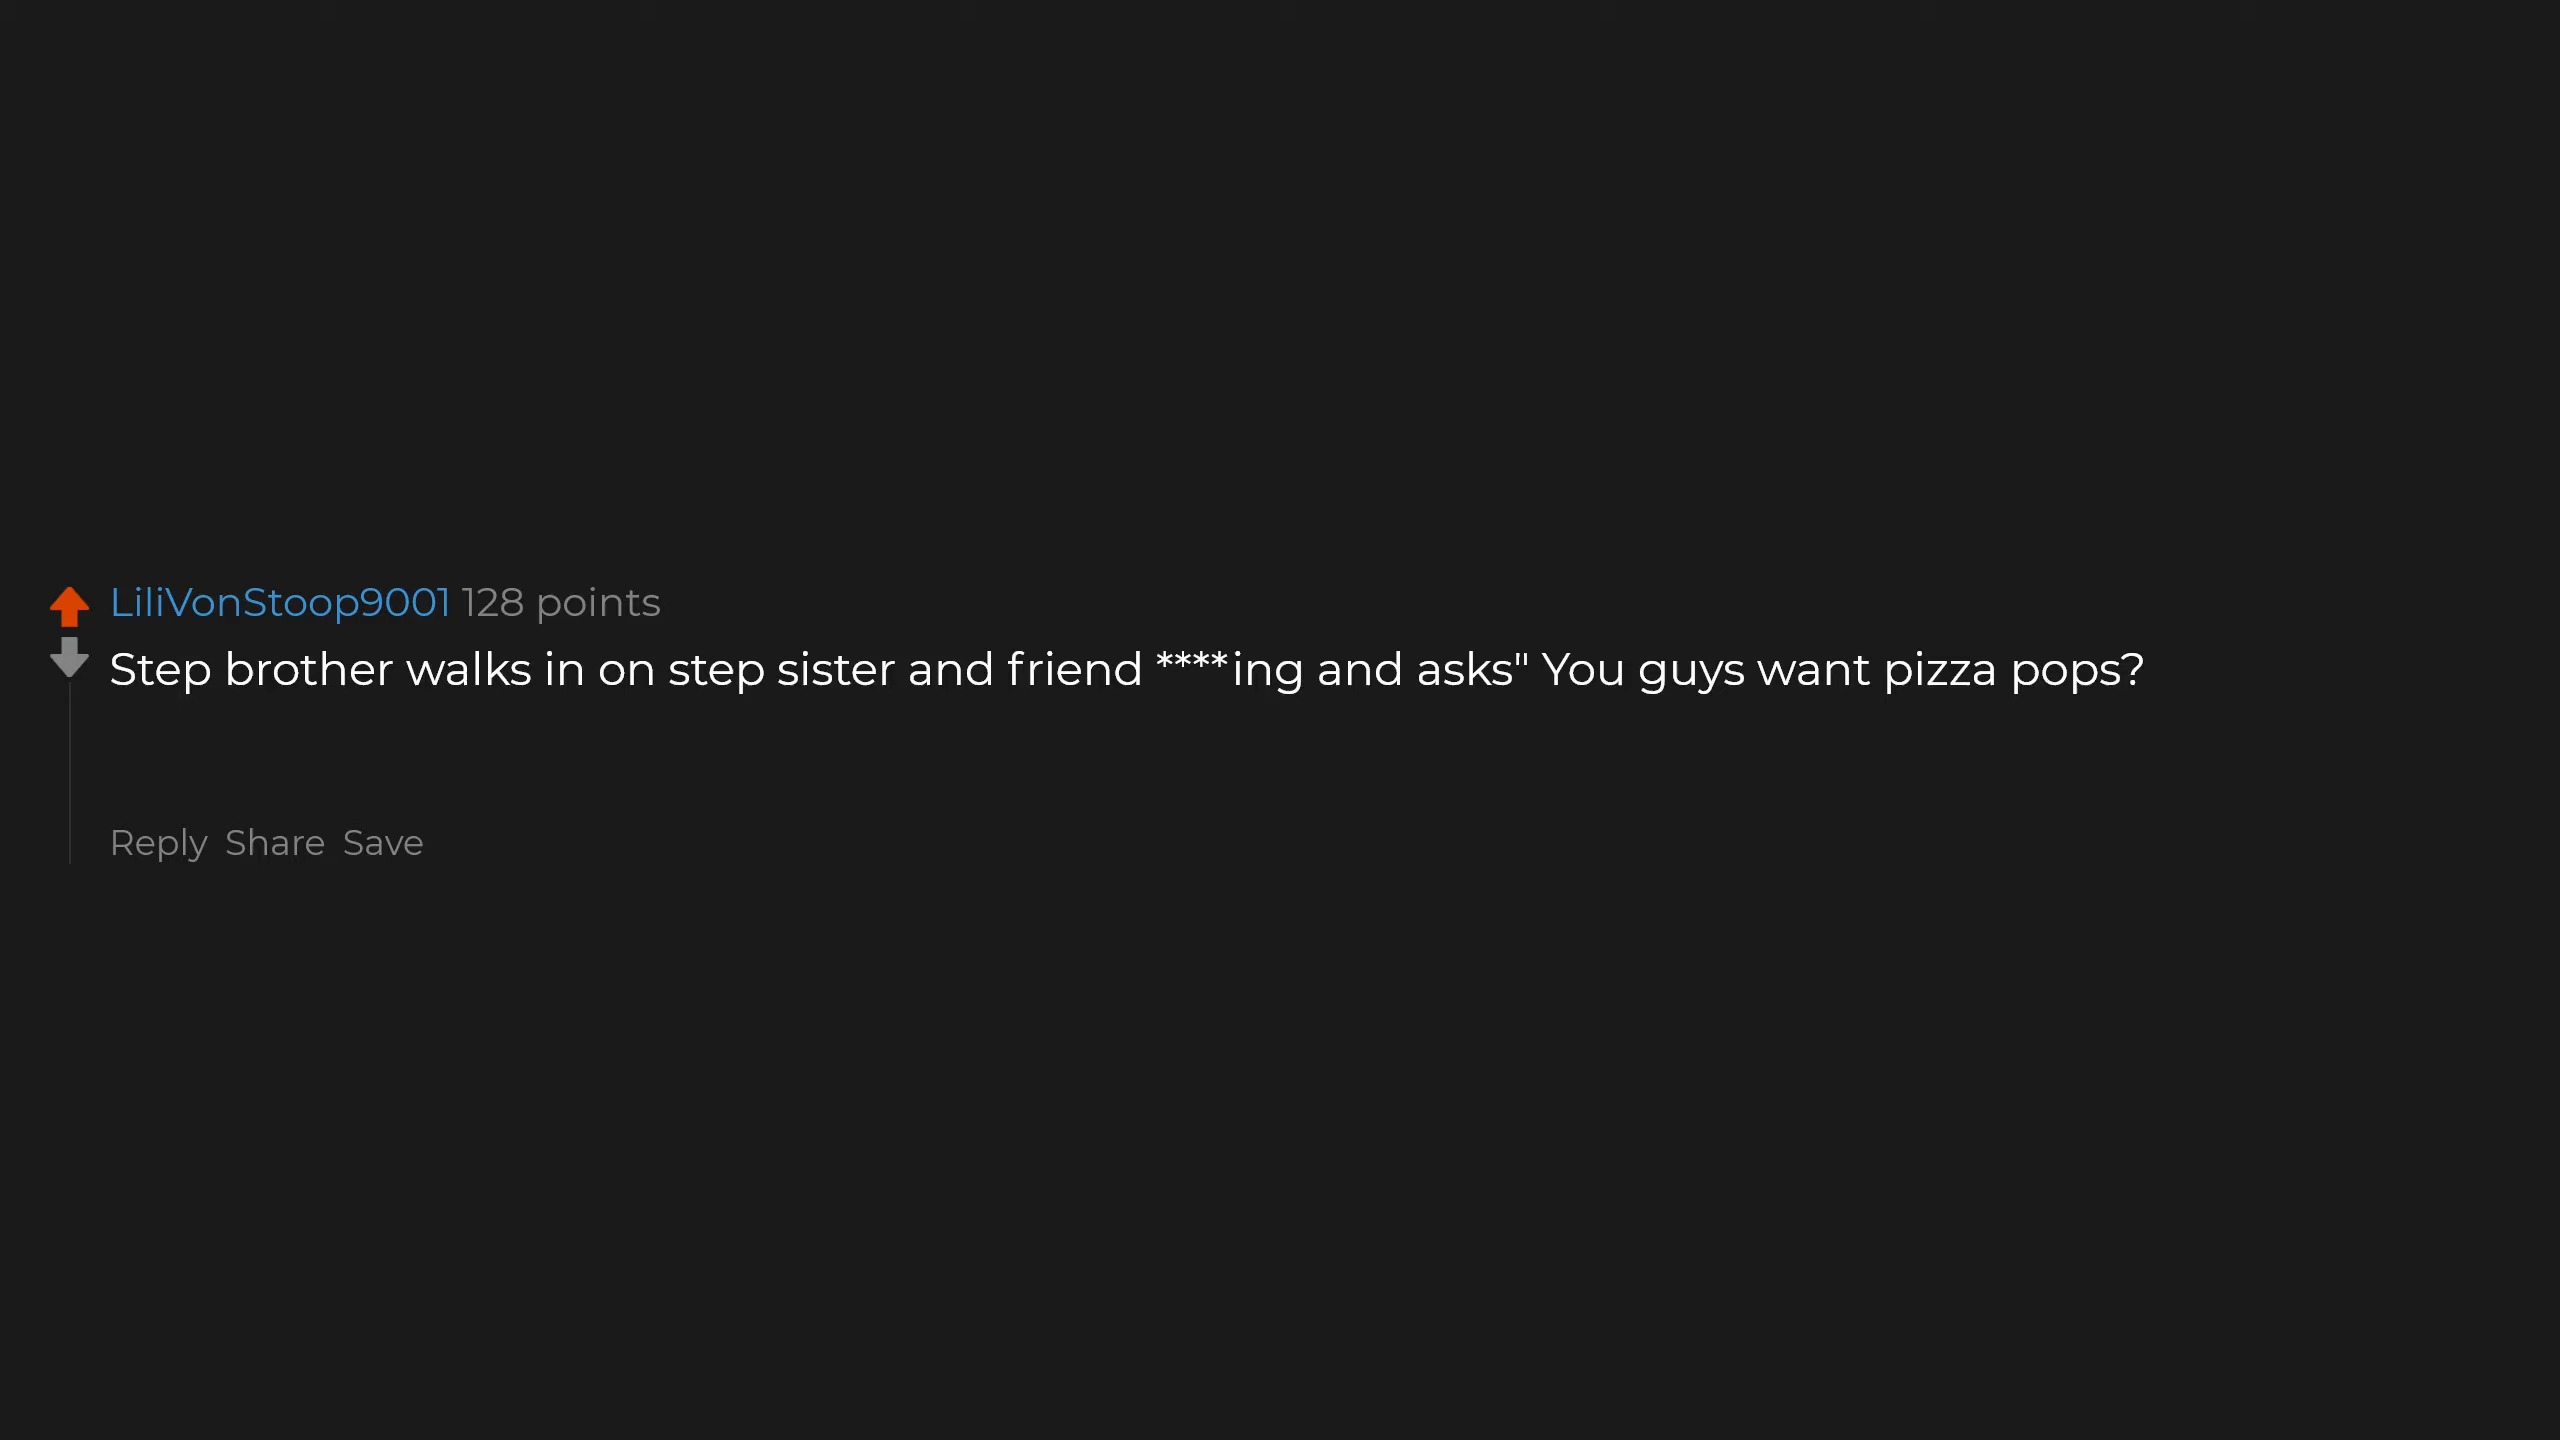 LiliVonStoop9001 128 points
Step brother walks in on step sister and friend ****ing and asks" You guys want pizza pops?
Reply Share Save